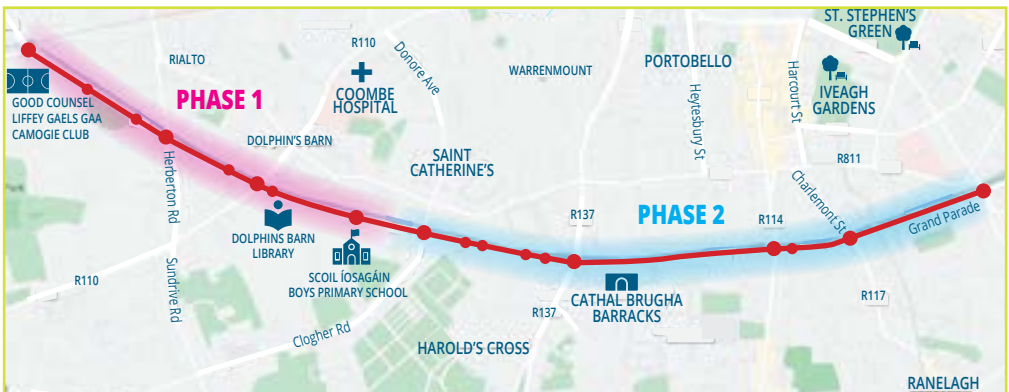 ST. STEPHEN'S
GREEN
R110
Donore Ave
RIALTO
WARRENMOUNT
PORTOBELLO
Harcourt St
IVEAGH
GARDENS
GOOD COUNSEL
LIFFEY GAELS GAA
CAMOGIE CLUB
PHASE 1
COOMBE
HOSPITAL
Heytesbury St
DOLPHIN'S BARN
SAINT
CATHERINE'S
R811
Herberton Rd
Charlemont St
DOLPHINS BARN
LIBRARY
R137
PHASE 2
R114
Grand Parade
SCOIL ÍOSAGÁIN
BOYS PRIMARY SCHOOL
R110
Sundrive Rd
CATHAL BRUGHA
BARRACKS
R137
R117
Clogher Rd
HAROLD'S CROSS
RANELAGH